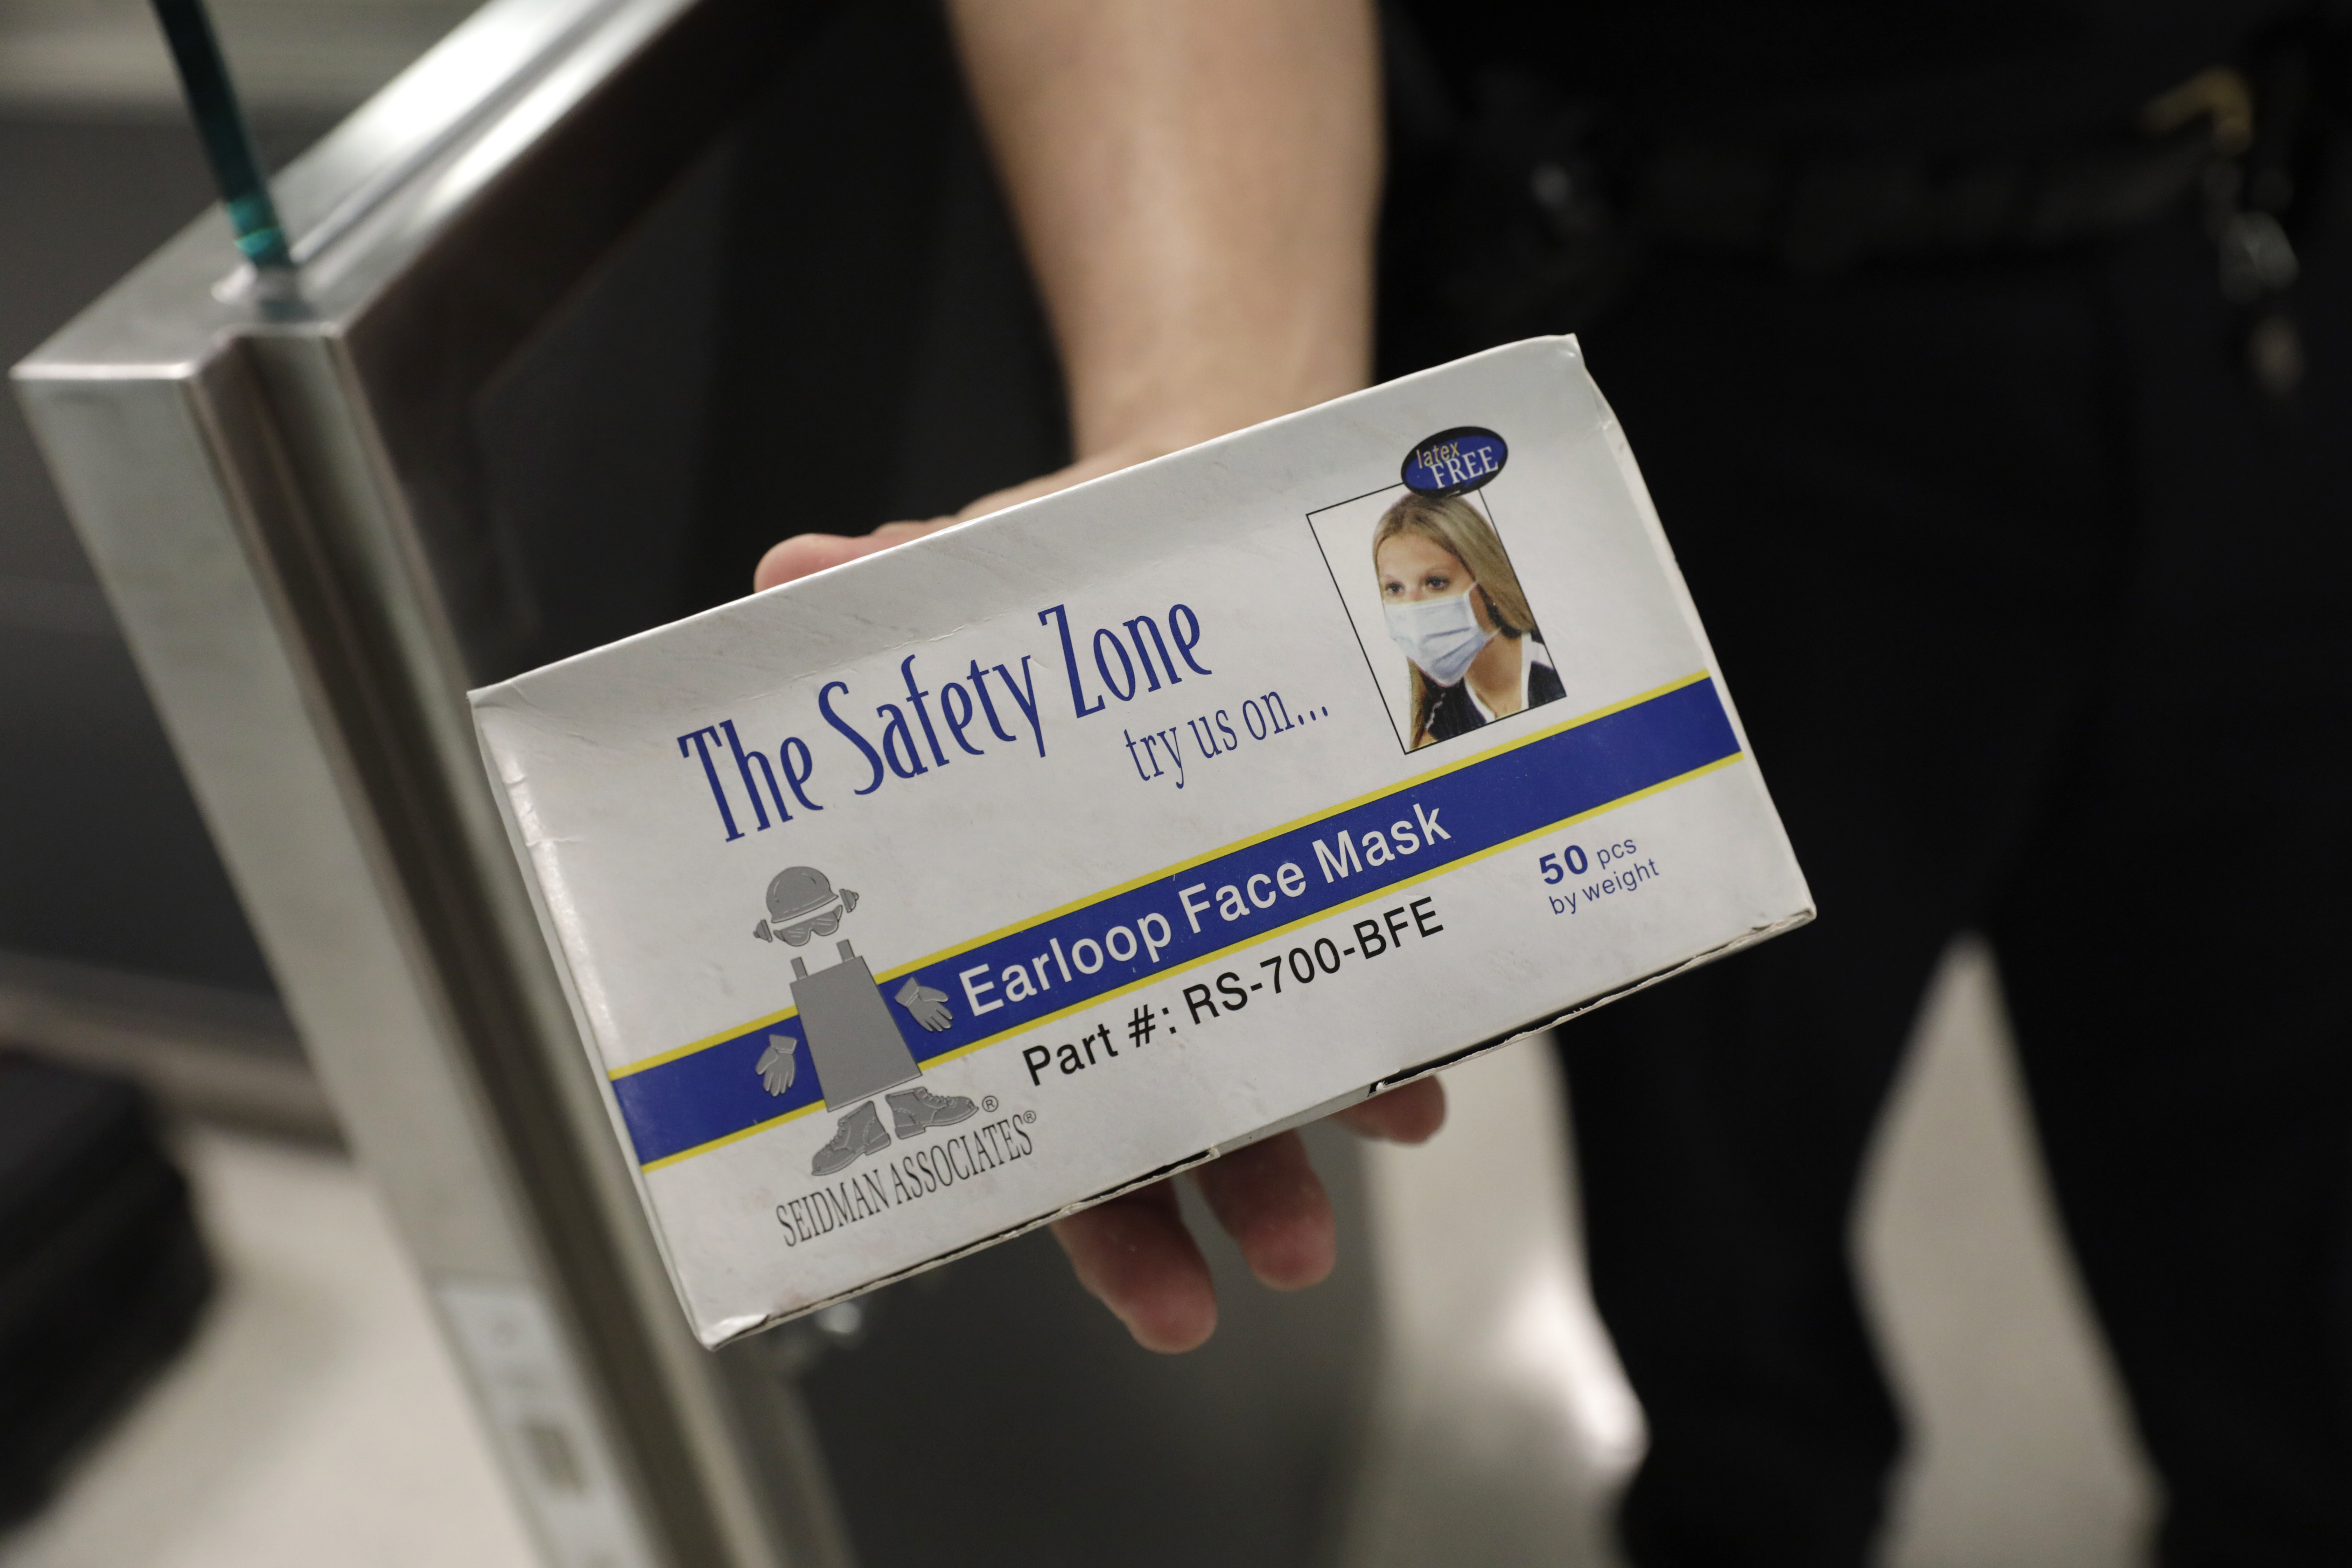 latex
FREE
The Safety Zone
try us on...
Earloop Face Mask
Part #: RS-700-BFE
50 pcs
by weight
®
SEIDMAN ASSOCIATES®